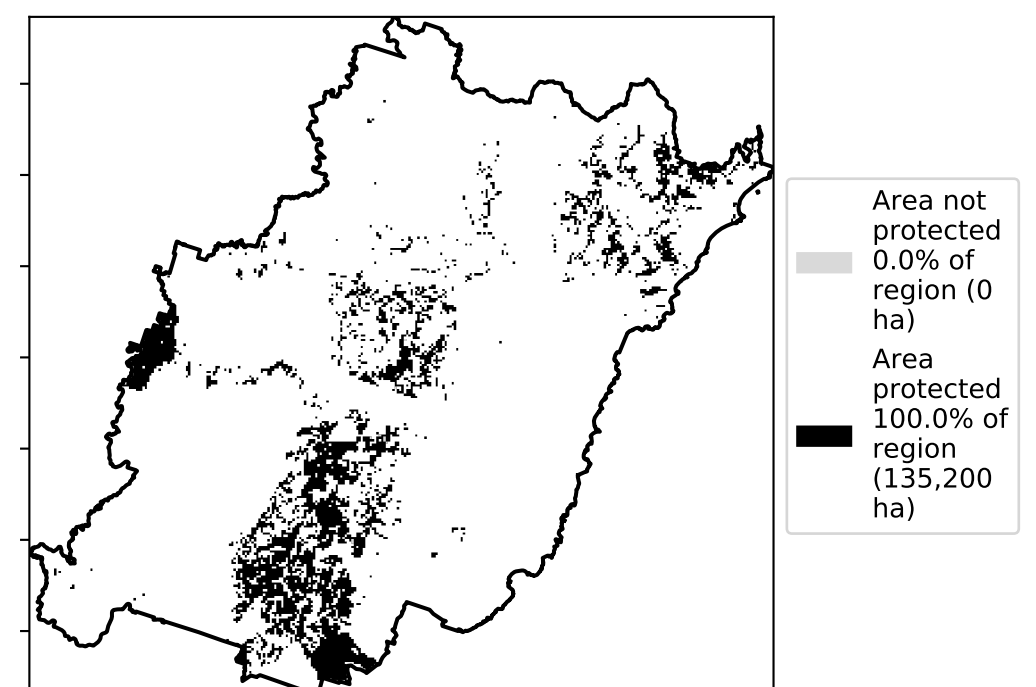 Area not
protected
0.0% of
region (0
ha)
Area
protected
100.0% of
region
(135,200
ha)